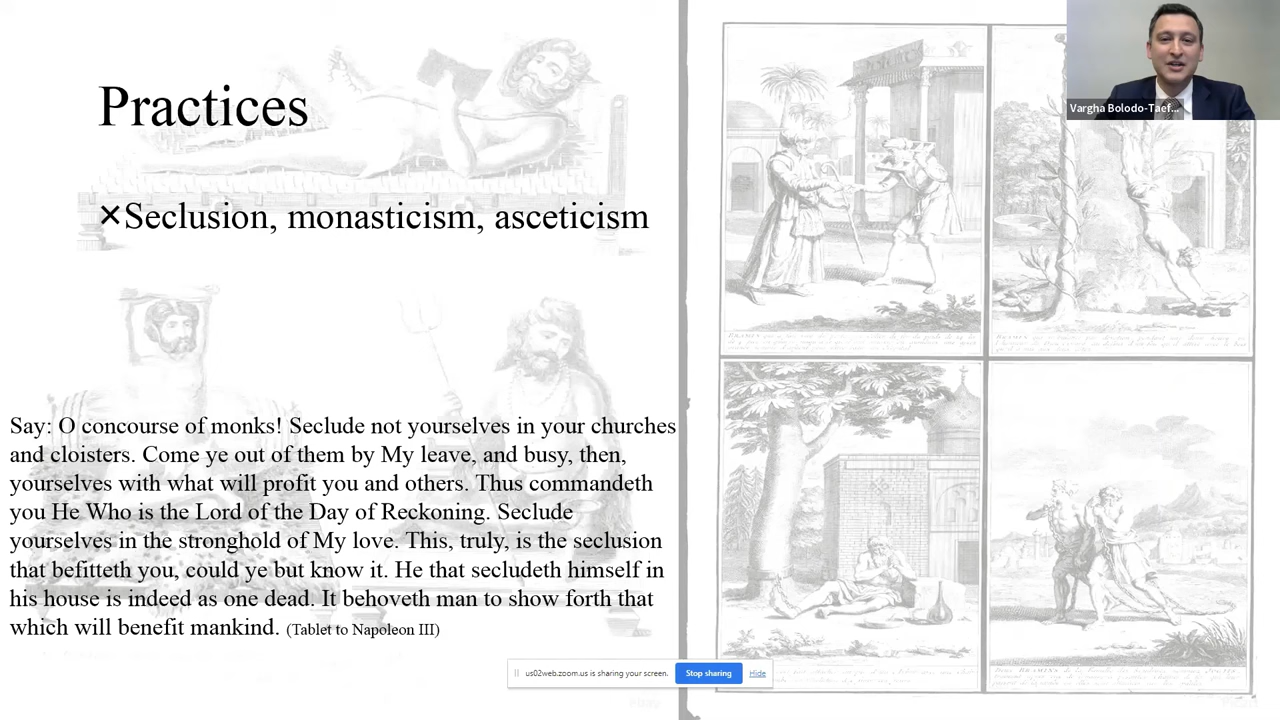 Practices
×Seclusion, monasticism, asceticism
Say: O concourse of monks! Seclude not yourselves in your churches
and cloisters. Come ye out of them by My leave, and busy, then,
yourselves with what will profit you and others. Thus commandeth
you He Who is the Lord of the Day of Reckoning. Seclude
yourselves in the stronghold of My love. This, truly, is the seclusion
that befitteth you, could ye but know it. He that secludeth himself in
his house is indeed as one dead. It behoveth man to show forth that
which will benefit mankind. (Tablet to Napoleon III)
Vargha Bolodo-Taef...
us02web.zoom.us is sharing your screen.
Stop sharing
Hide